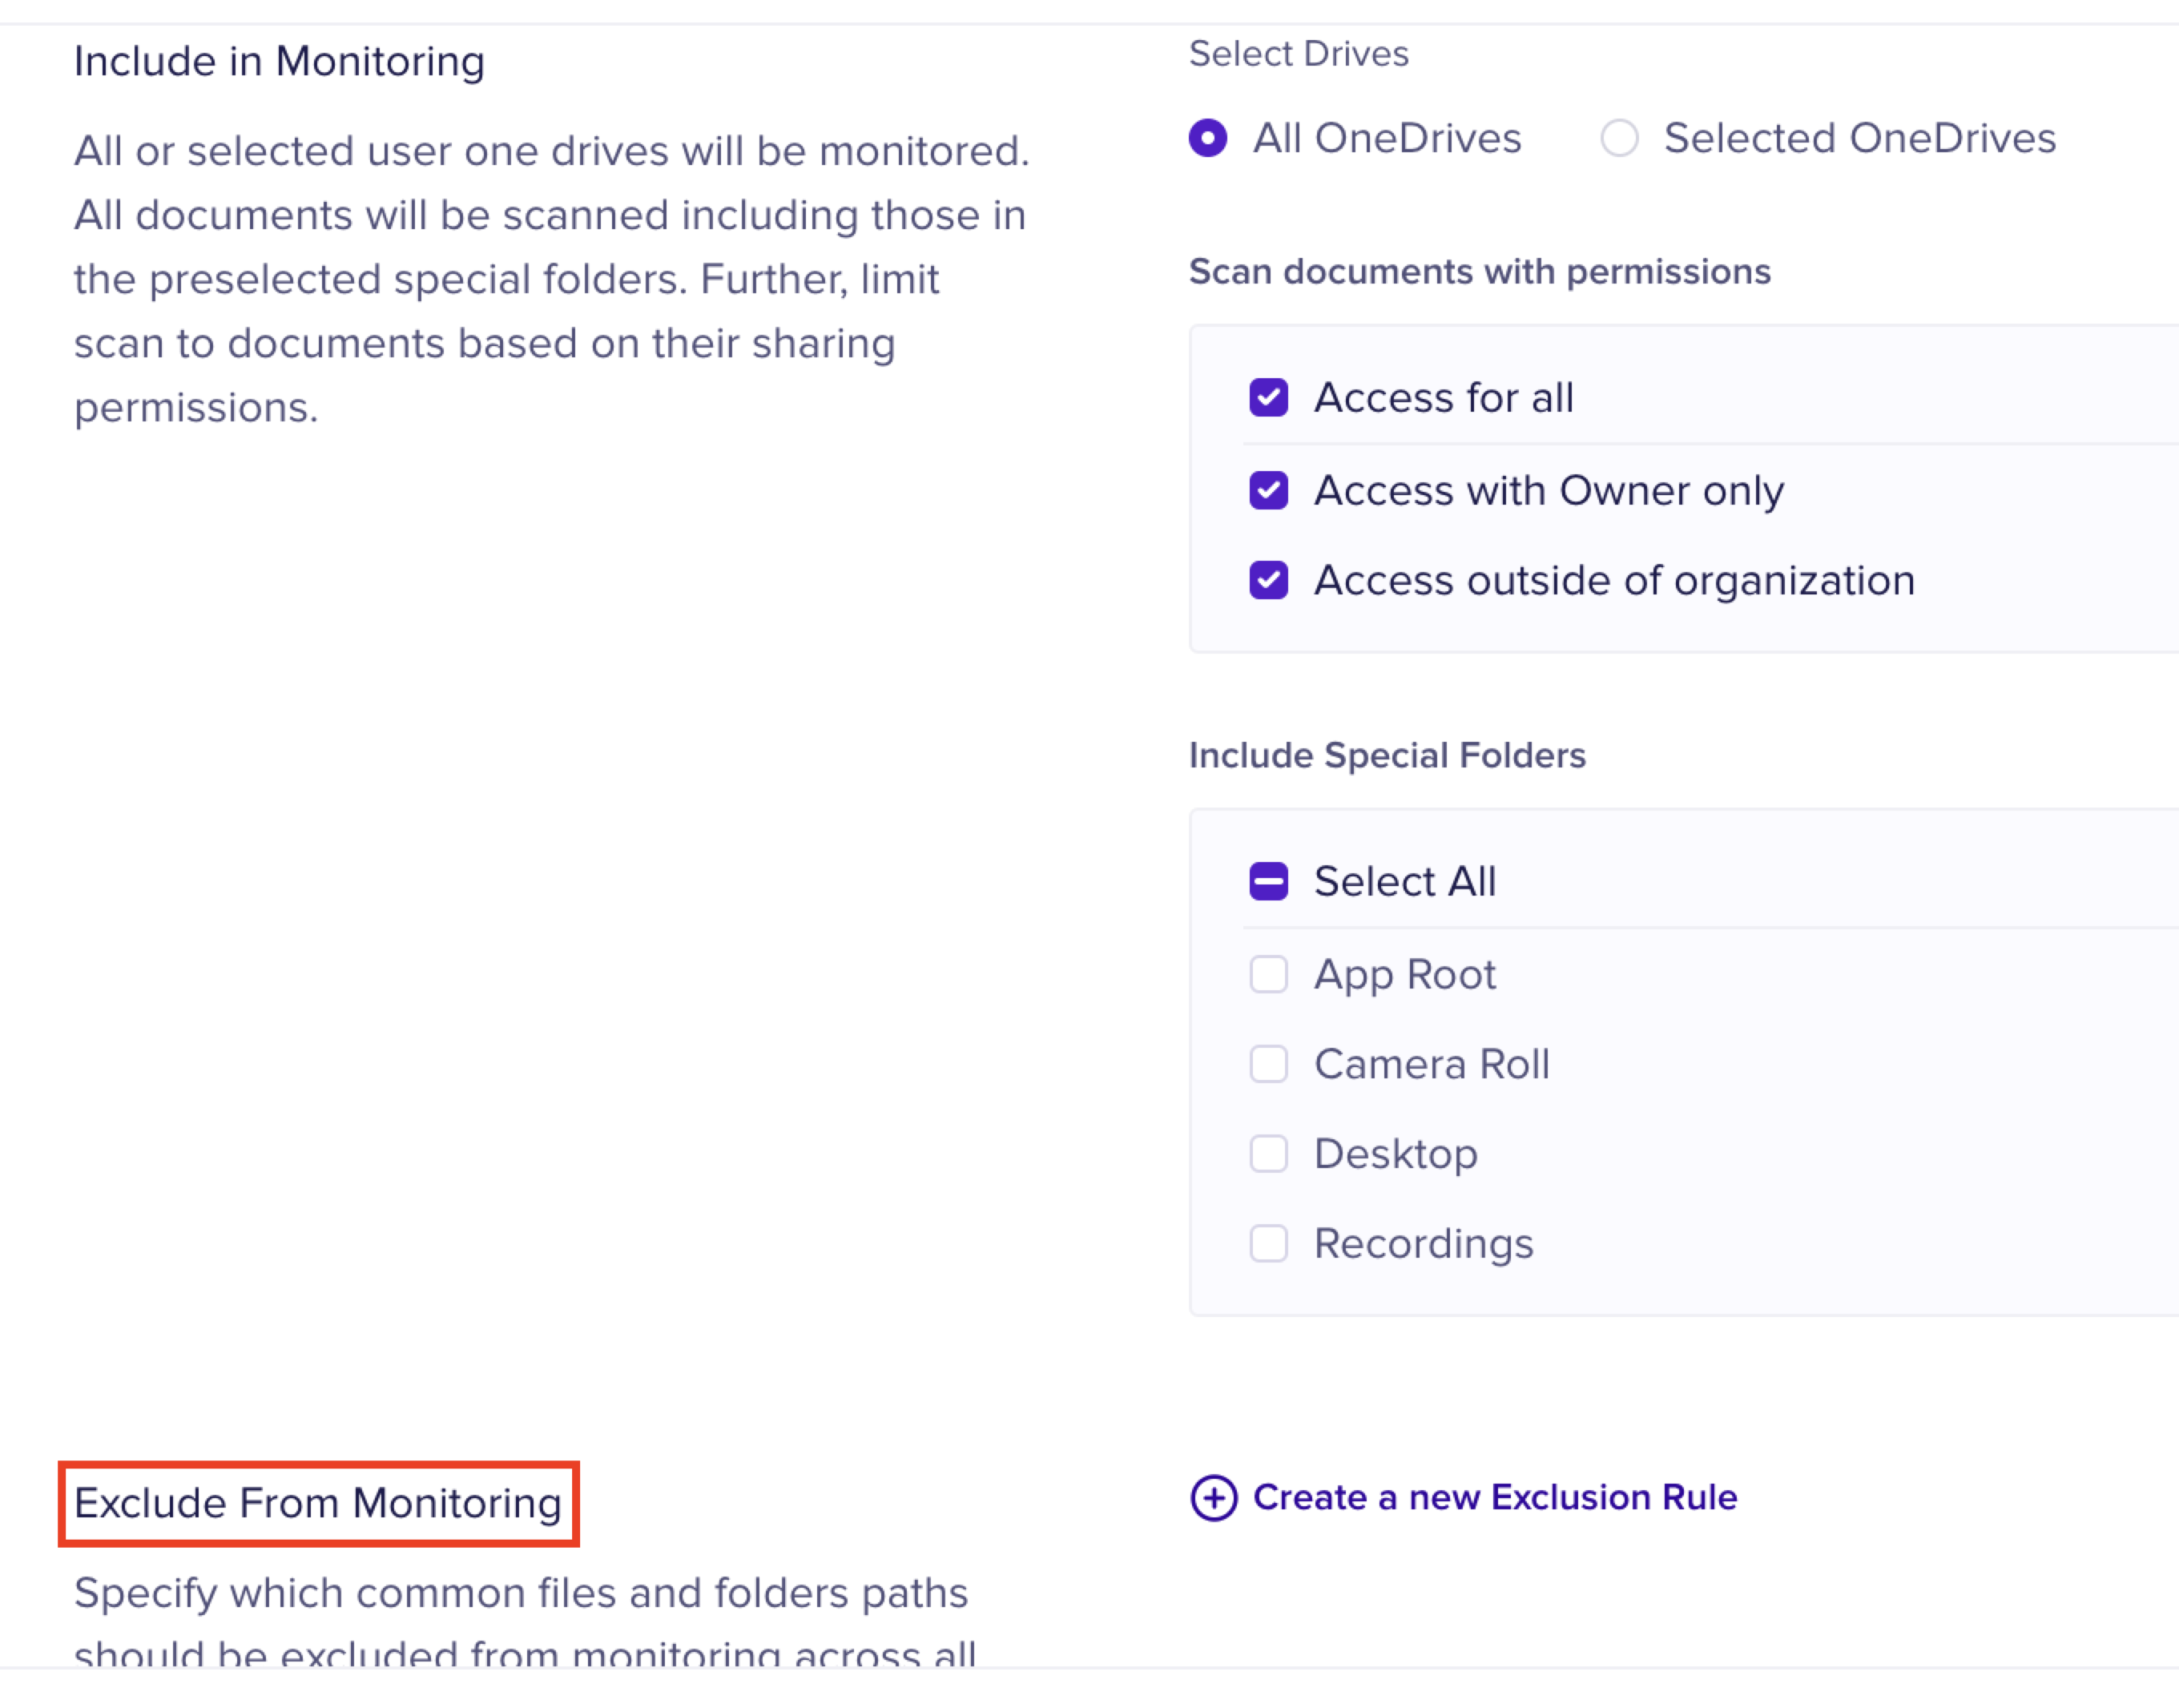 Include in Monitoring
All or selected user one drives will be monitored.
All documents will be scanned including those in
the preselected special folders. Further, limit
scan to documents based on their sharing
permissions.
Select Drives
All OneDrives
Selected OneDrives
Scan documents with permissions
Access for all
Access with Owner only
Access outside of organization
Include Special Folders
Select All
App Root
Camera Roll
Desktop
Recordings
Exclude From Monitoring
Specify which common files and folders paths
should be excluded from monitoring across all
Create a new Exclusion Rule